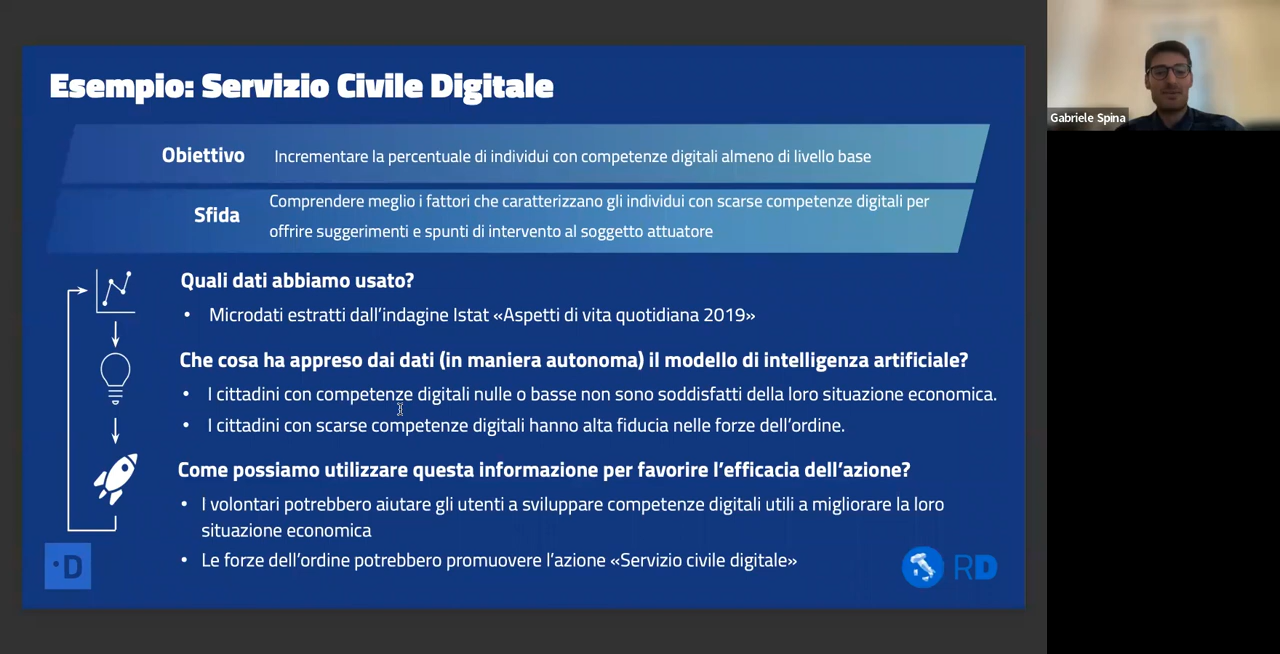 Esempio: Servizio Civile Digitale
Obiettivo
Incrementare la percentuale di individui con competenze digitali almeno di livello base
Sfida
Comprendere meglio i fattori che caratterizzano gli individui con scarse competenze digitali per
offrire suggerimenti e spunti di intervento al soggetto attuatore
Quali dati abbiamo usato?
• Microdati estratti dall'indagine Istat «Aspetti di vita quotidiana 2019»
Che cosa ha appreso dai dati (in maniera autonoma) il modello di intelligenza artificiale?
• I cittadini con competenze digitali nulle o basse non sono soddisfatti della loro situazione economica.
• I cittadini con scarse competenze digitali hanno alta fiducia nelle forze dell'ordine.
Come possiamo utilizzare questa informazione per favorire l'efficacia dell'azione?
• I volontari potrebbero aiutare gli utenti a sviluppare competenze digitali utili a migliorare la loro
situazione economica
• Le forze dell'ordine potrebbero promuovere l'azione «Servizio civile digitale»
·D
RD
Gabriele Spina